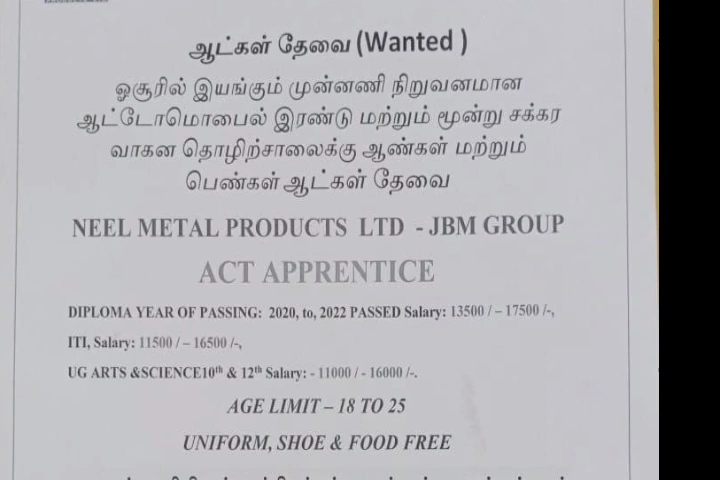 ஆட்கள் தேவை (Wanted )
ஓசூரில் இயங்கும் முன்னணி நிறுவனமான
ஆட்டோமொபைல் இரண்டு மற்றும் மூன்று சக்கர
வாகன தொழிற்சாலைக்கு ஆண்கள் மற்றும்
பெண்கள் ஆட்கள் தேவை
NEEL METAL PRODUCTS LTD - JBM GROUP
ACT APPRENTICE
DIPLOMA YEAR OF PASSING: 2020, to, 2022 PASSED Salary: 13500 /- – 17500 /-,
ITI, Salary: 11500 /- – 16500 /-,
UG ARTS &SCIENCE10th & 12th Salary: - 11000 / - 16000 /-.
AGE LIMIT – 18 TO 25
UNIFORM, SHOE & FOOD FREE